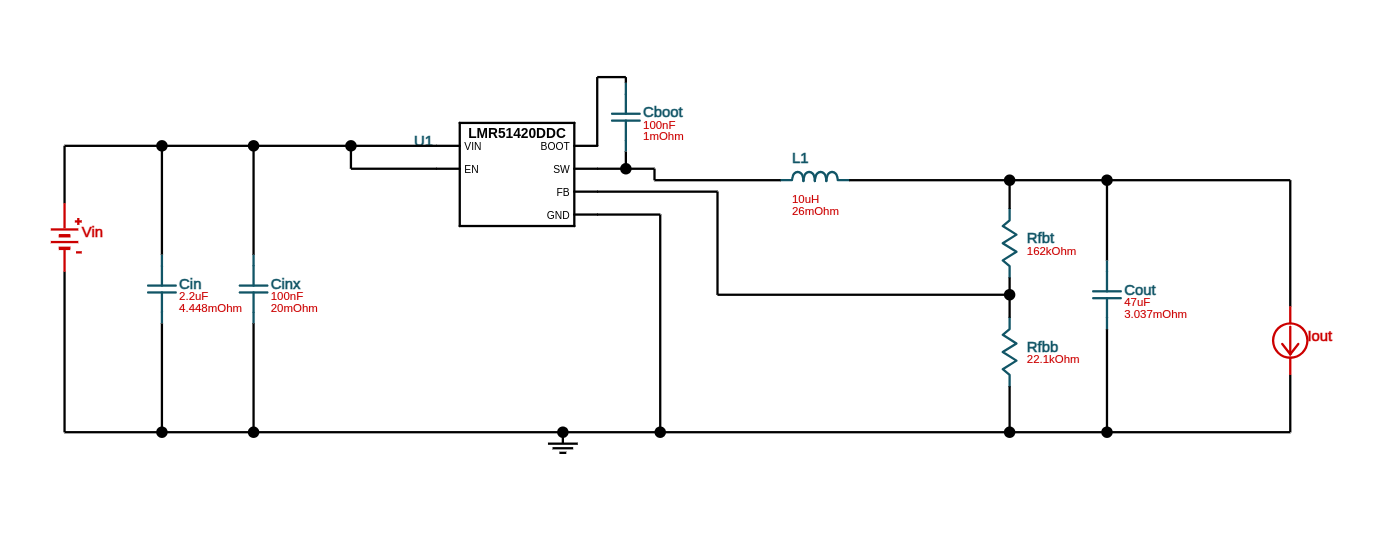 Cboot
100nF
1mOhm
U1
LMR51420DDC
VIN
BOOT
EN
SW
FB
GND
L1
10uH
26mOhm
+
Vin
-
Rfbt
162kOhm
Cin
2.2uF
4.448mOhm
Cinx
100nF
20mOhm
Cout
47uF
3.037mOhm
Iout
Rfbb
22.1kOhm